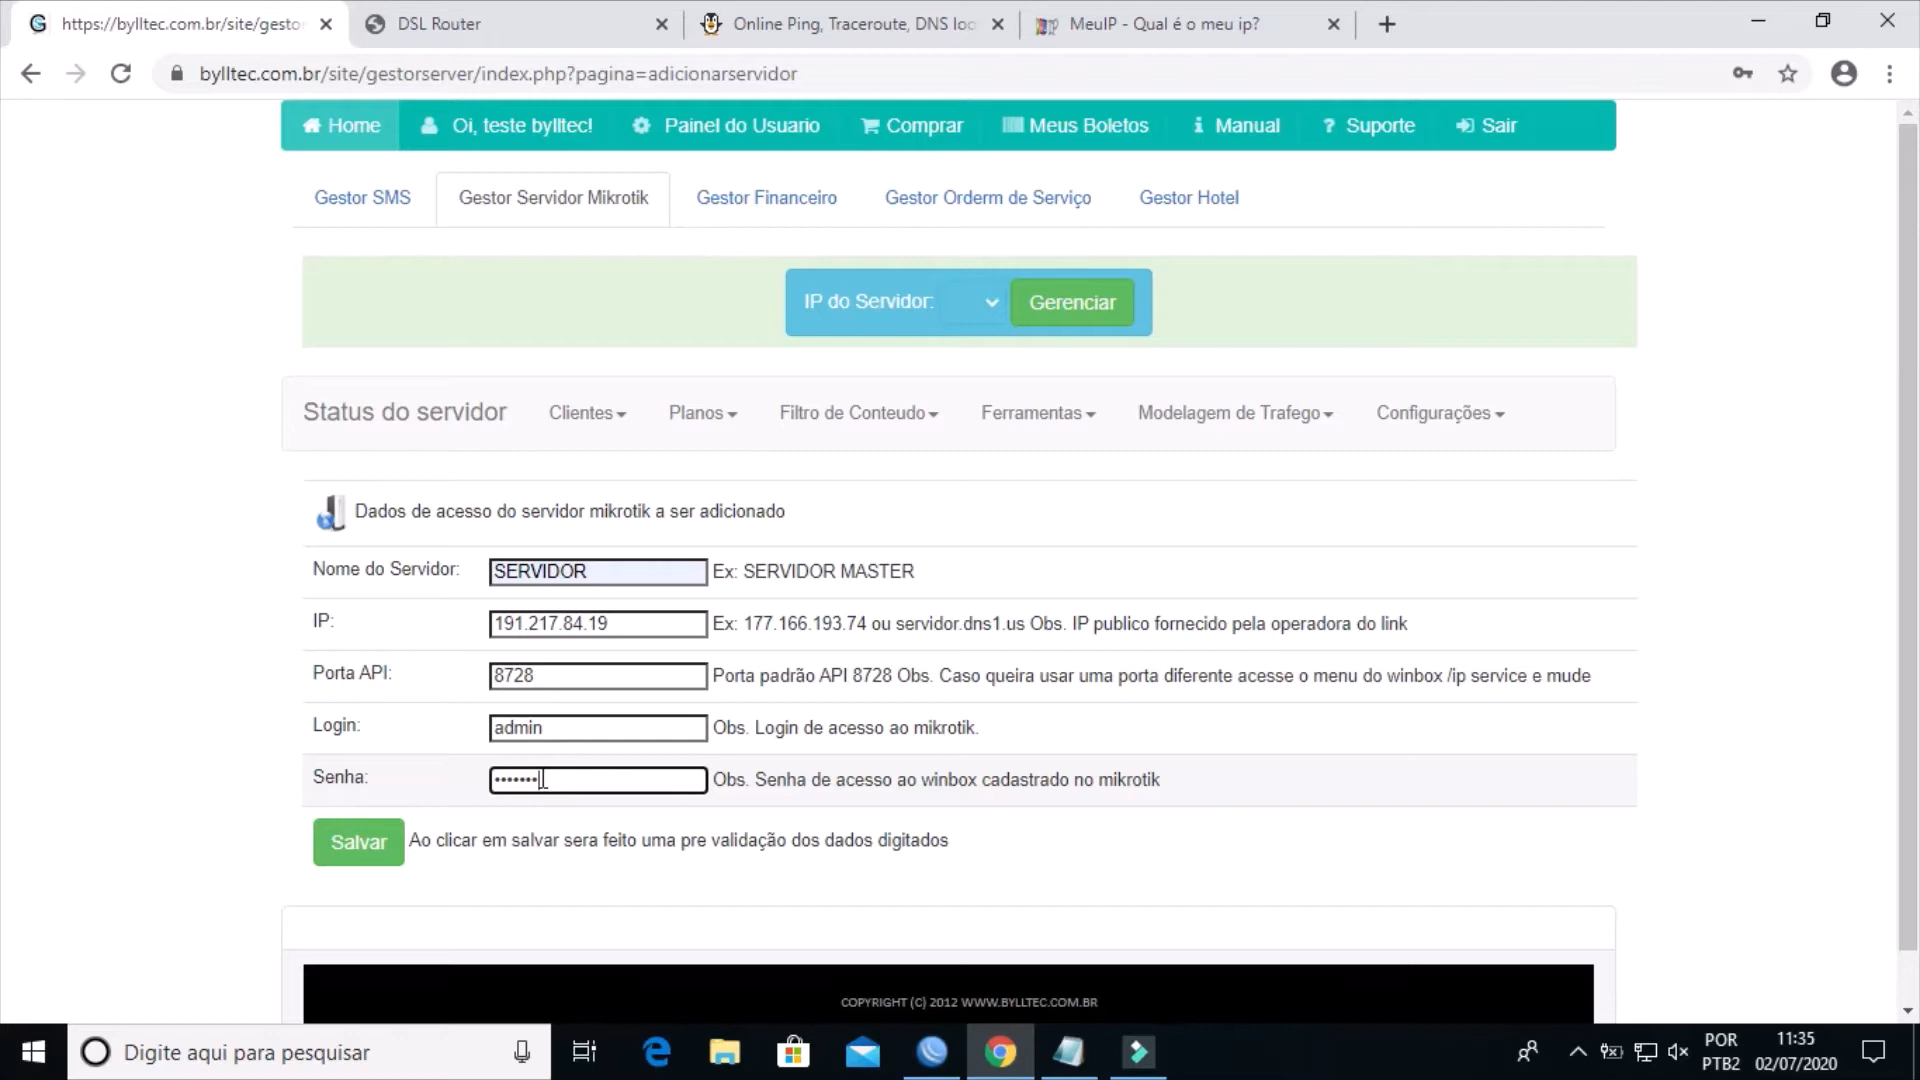 https://bylltec.com.br/site/gesto
DSL Router
Online Ping, Traceroute, DNS loo
MeuIP - Qual é o meu ip?
bylltec.com.br/site/gestorserver/index.php?pagina=adicionarservidor
Home
Oi, teste bylltec!
Painel do Usuario
Comprar
Meus Boletos
Manual
Suporte
Sair
Gestor SMS
Gestor Servidor Mikrotik
Gestor Financeiro
Gestor Orderm de Serviço
Gestor Hotel
IP do Servidor:
Gerenciar
Status do servidor
Clientes
Planos
Filtro de Conteudo
Ferramentas
Modelagem de Trafego
Configurações
Dados de acesso do servidor mikrotik a ser adicionado
Nome do Servidor: SERVIDOR Ex: SERVIDOR MASTER
IP: 191.217.84.19 Ex: 177.166.193.74 ou servidor.dns1.us Obs. IP publico fornecido pela operadora do link
Porta API: 8728 Porta padrão API 8728 Obs. Caso queira usar uma porta diferente acesse o menu do winbox /ip service e mude
Login: admin Obs. Login de acesso ao mikrotik.
Senha: ••••••• Obs. Senha de acesso ao winbox cadastrado no mikrotik
Salvar Ao clicar em salvar sera feito uma pre validação dos dados digitados
COPYRIGHT (C) 2012 WWW.BYLLTEC.COM.BR
Digite aqui para pesquisar
POR
PTB2
11:35
02/07/2020